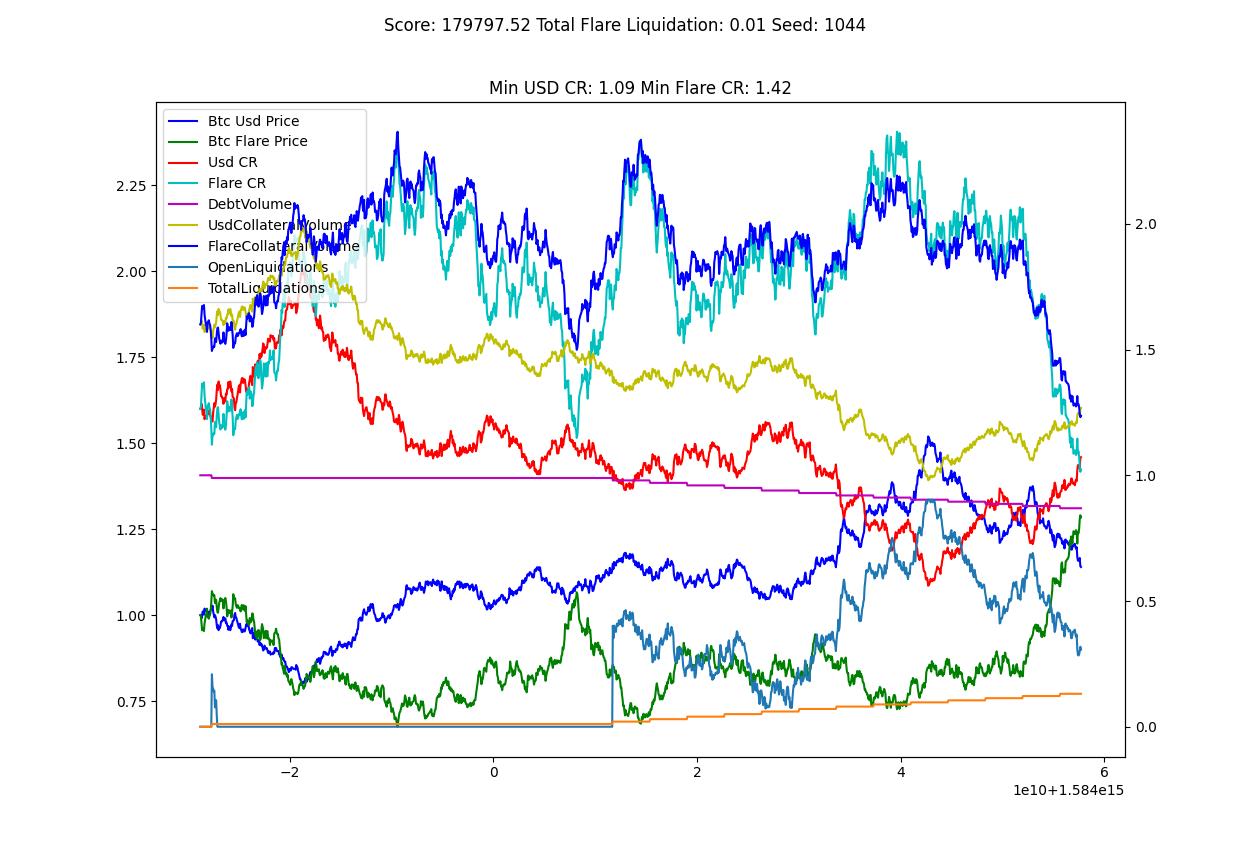 Score: 179797.52 Total Flare Liquidation: 0.01 Seed: 1044
Min USD CR: 1.09 Min Flare CR: 1.42
Btc Usd Price
Btc Flare Price
Usd CR
Flare CR
DebtVolume
UsdCollateralVolume
FlareCollateralVolume
OpenLiquidations
TotalLiquidations
2.25
2.00
1.75
1.50
1.25
1.00
0.75
2.0
1.5
1.0
0.5
0.0
−2
0
2
4
6
1e10+1.584e15